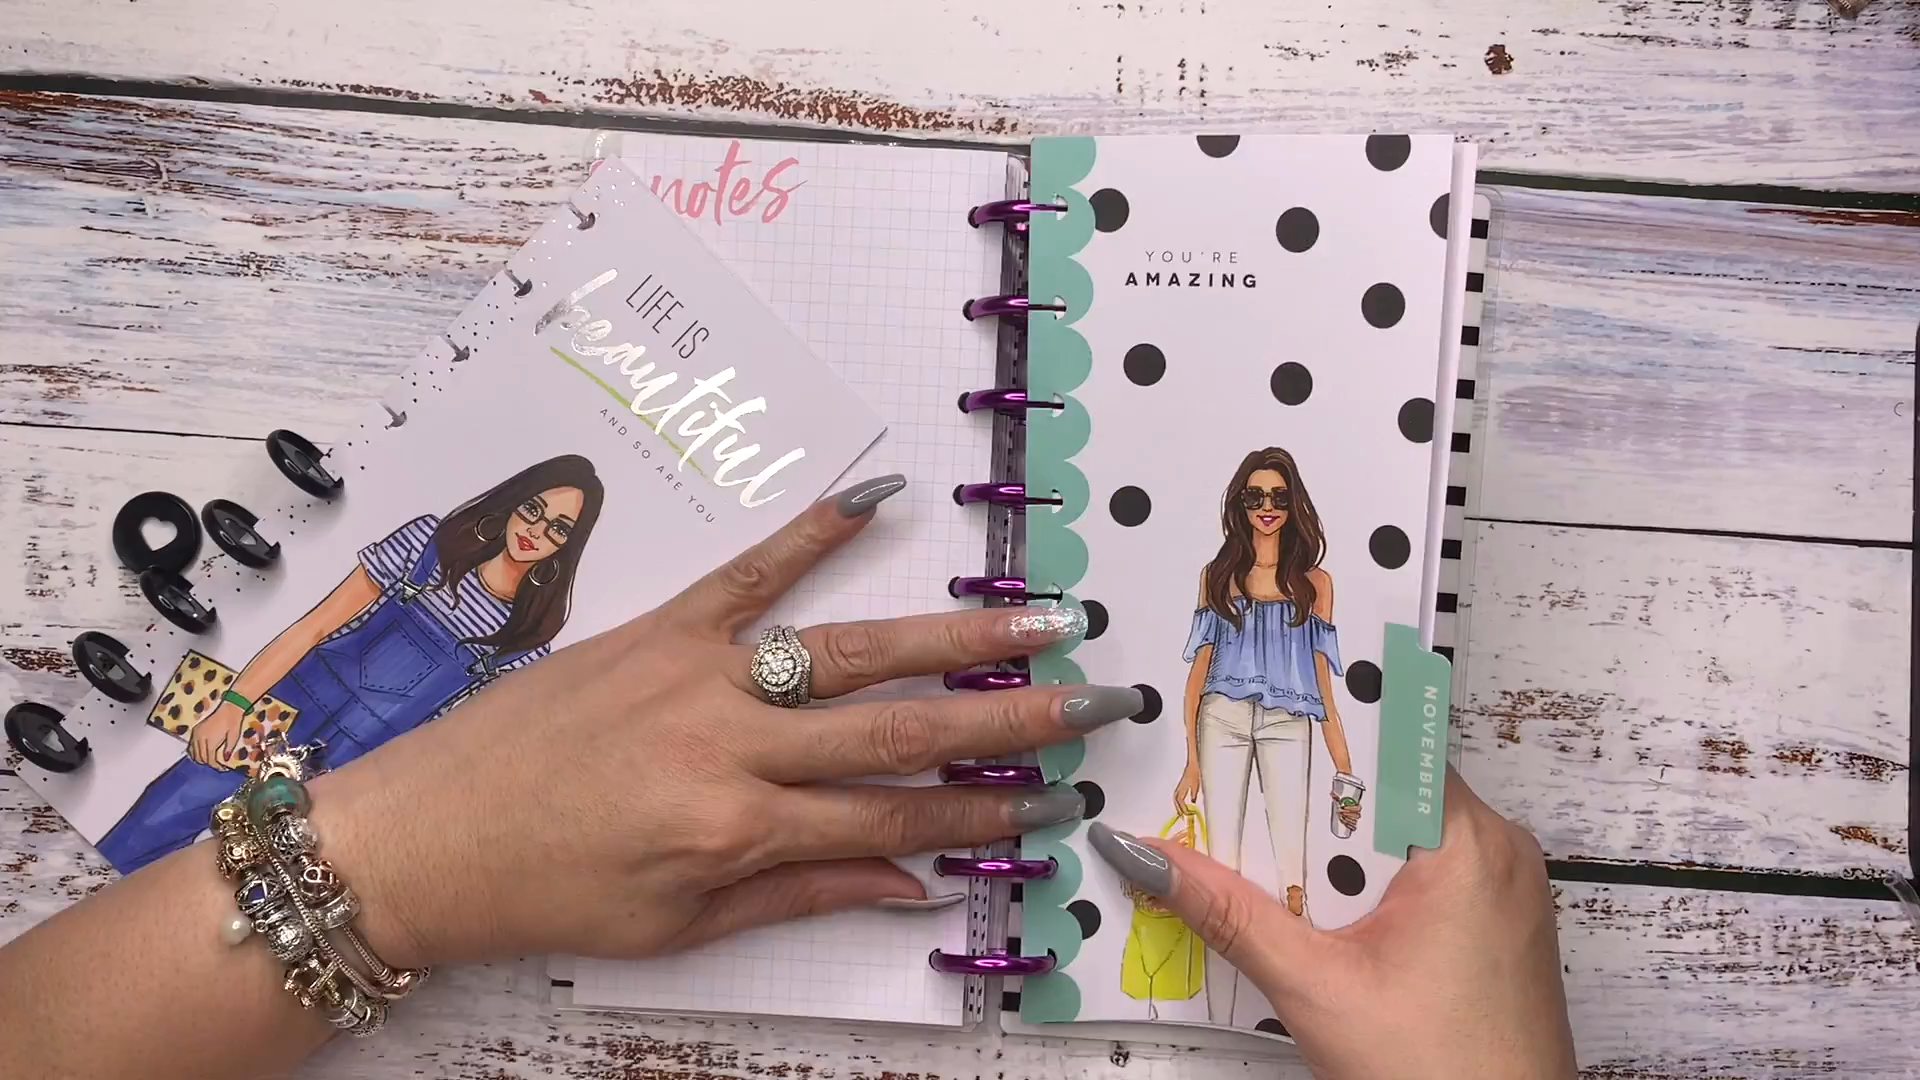 notes
LIFE IS
beautiful
AND SO ARE YOU
YOU'RE
AMAZING
NOVEMBER